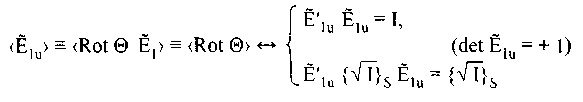 Ẽ'₁ᵤ Ẽ₁ᵤ = I,
‹Ẽ₁ᵤ› ≡ ‹Rot Θ Ẽ₁› ≡ ‹Rot Θ› ↔ { (det Ẽ₁ᵤ = + 1)
Ẽ'₁ᵤ {√I}ₛ Ẽ₁ᵤ = {√I}ₛ